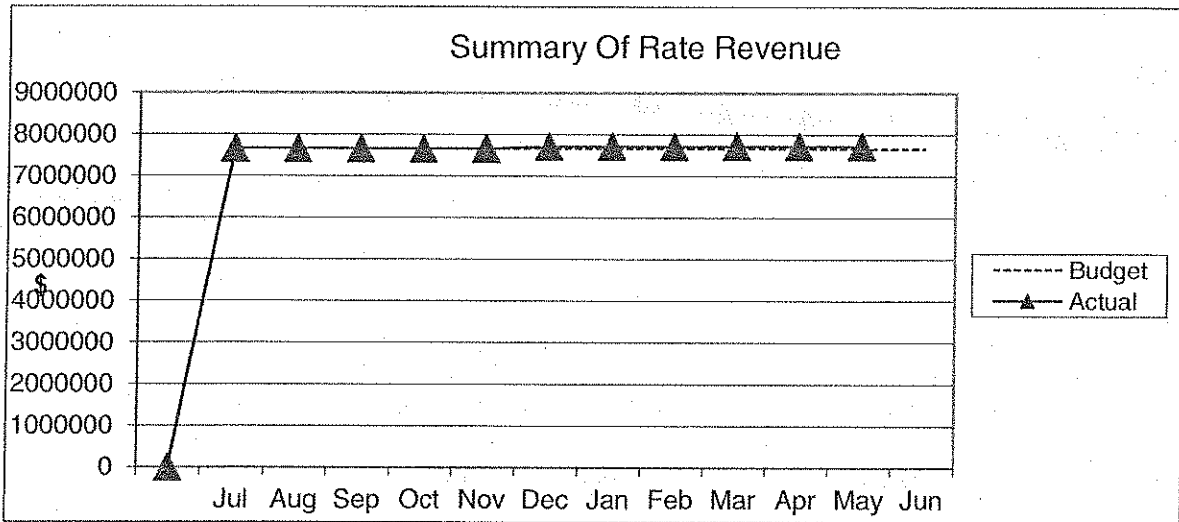 Summary Of Rate Revenue
9000000
8000000
7000000
6000000
5000000
4000000
3000000
2000000
1000000
0
$
Jul Aug Sep Oct Nov Dec Jan Feb Mar Apr May Jun
Budget
Actual